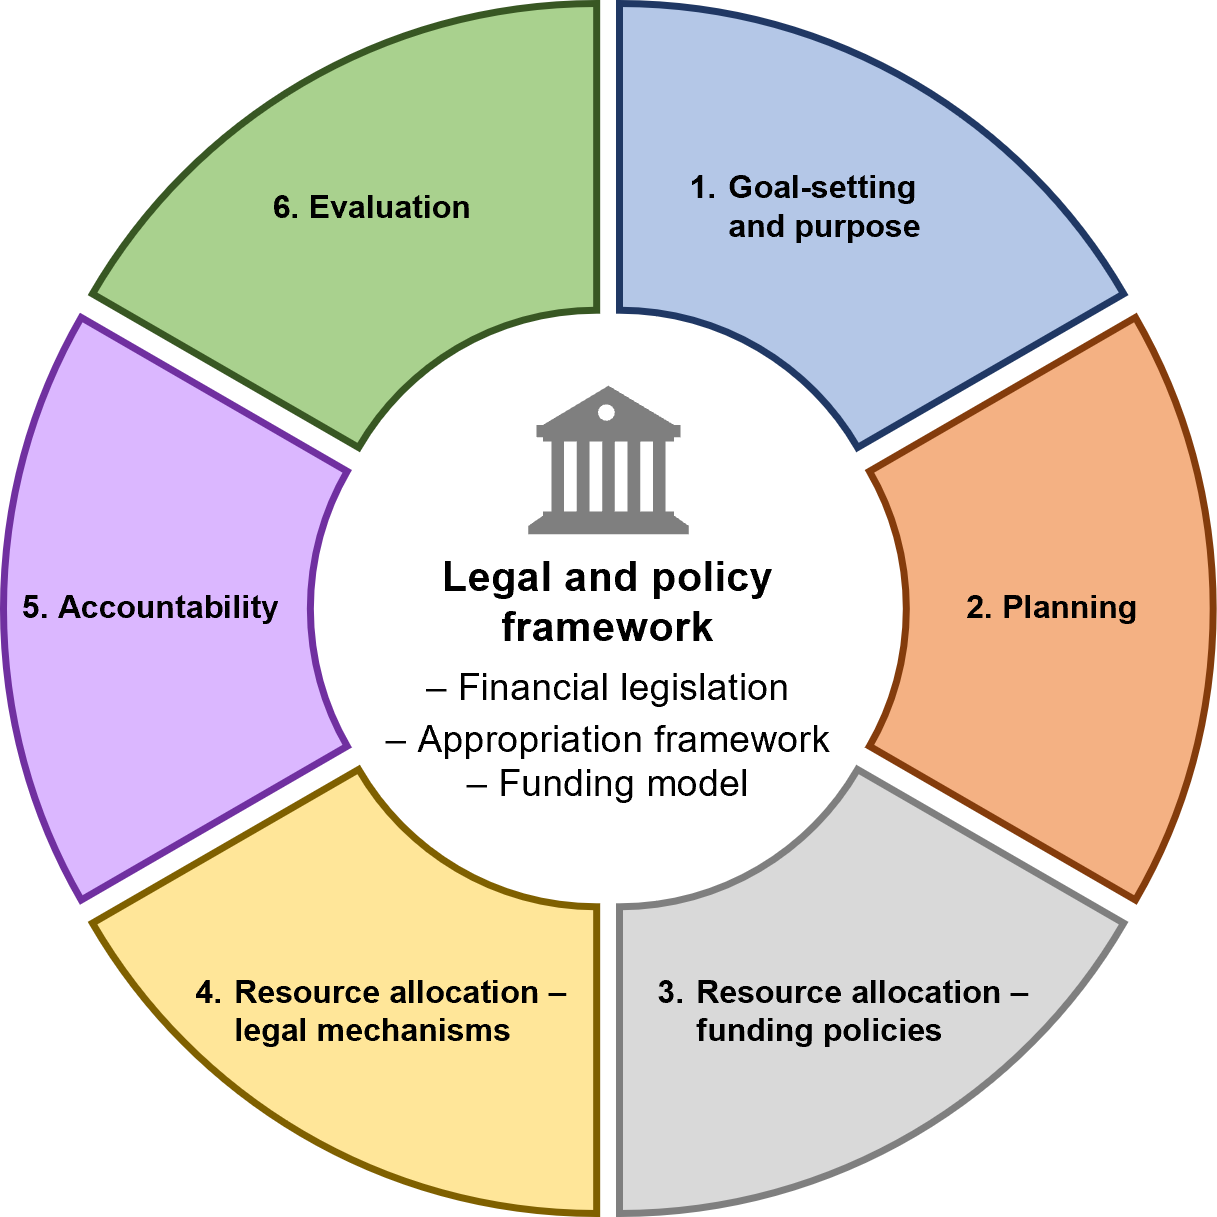 1. Goal-setting
and purpose
2. Planning
3. Resource allocation –
funding policies
4. Resource allocation –
legal mechanisms
5. Accountability
6. Evaluation
Legal and policy
framework
– Financial legislation
– Appropriation framework
– Funding model